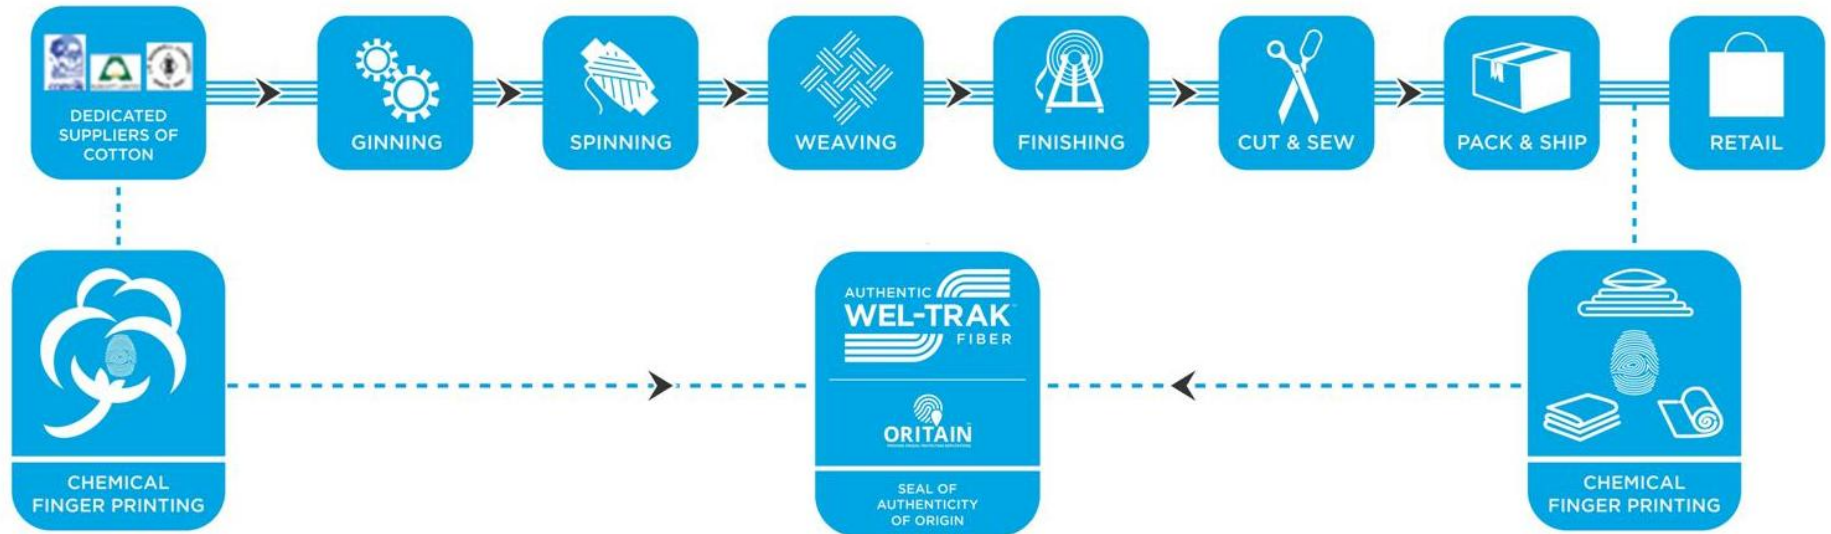 DEDICATED
SUPPLIERS OF
COTTON
GINNING
SPINNING
WEAVING
FINISHING
CUT & SEW
PACK & SHIP
RETAIL
CHEMICAL
FINGER PRINTING
AUTHENTIC
WEL-TRAK™
FIBER
ORITAIN
SEAL OF
AUTHENTICITY
OF ORIGIN
CHEMICAL
FINGER PRINTING